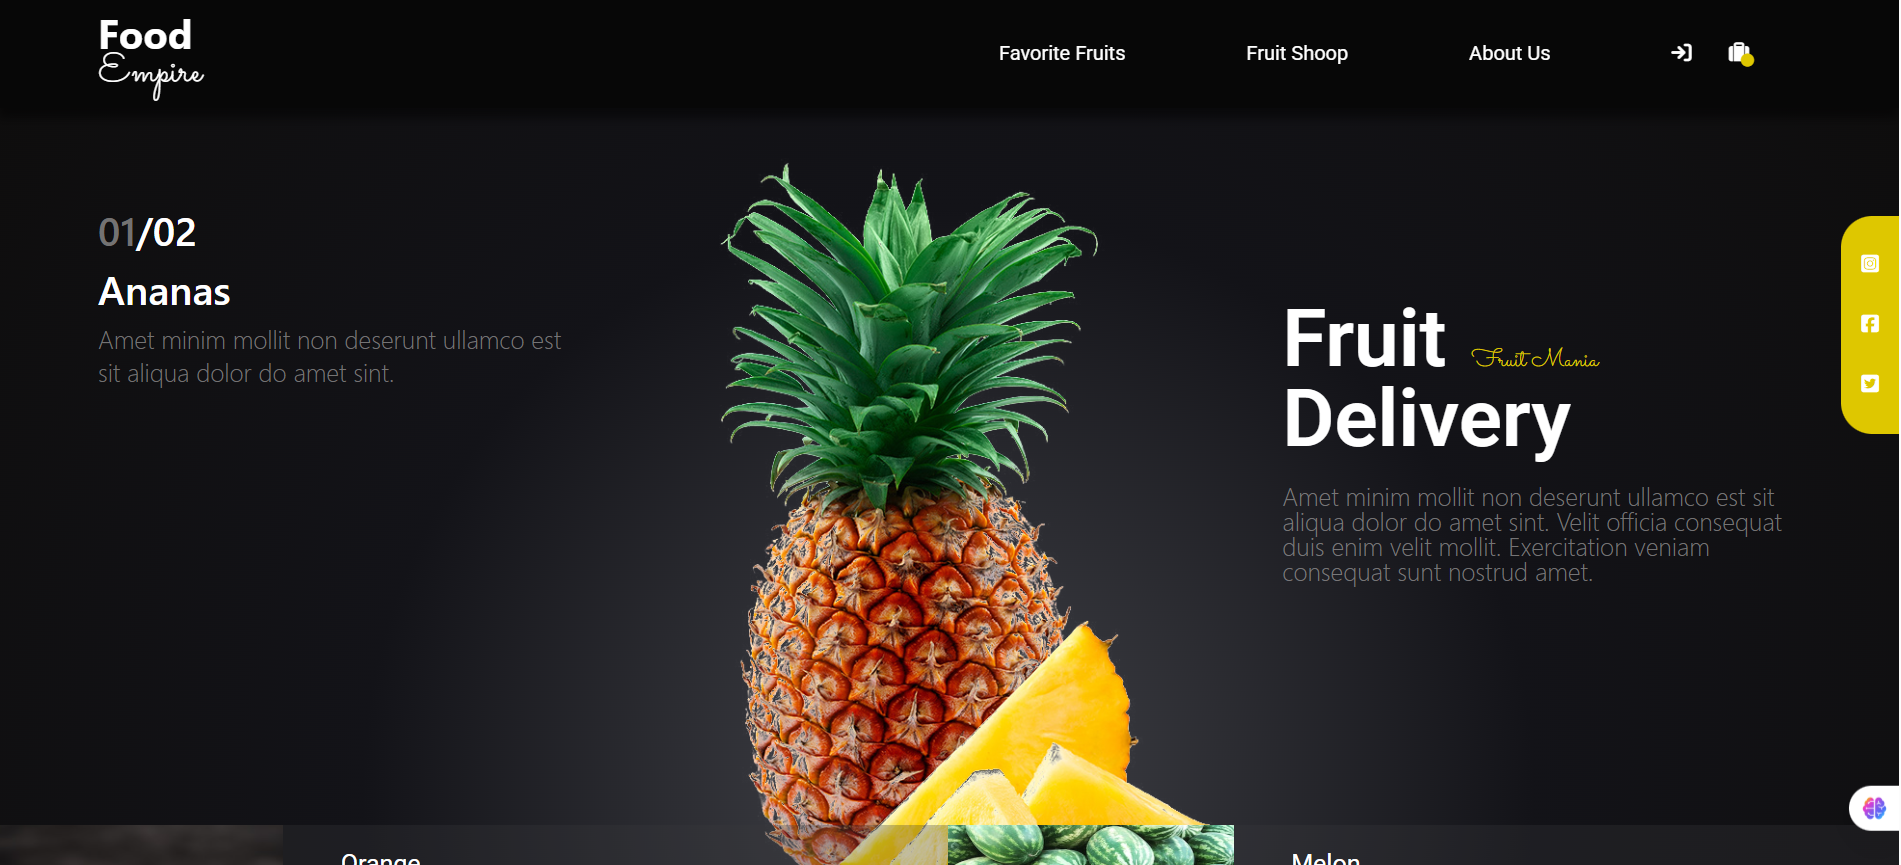 Food
Empire
Favorite Fruits
Fruit Shoop
About Us
01/02
Ananas
Amet minim mollit non deserunt ullamco est
sit aliqua dolor do amet sint.
Fruit
Fruit Mania
Delivery
Amet minim mollit non deserunt ullamco est sit
aliqua dolor do amet sint. Velit officia consequat
duis enim velit mollit. Exercitation veniam
consequat sunt nostrud amet.
Orange
Melon